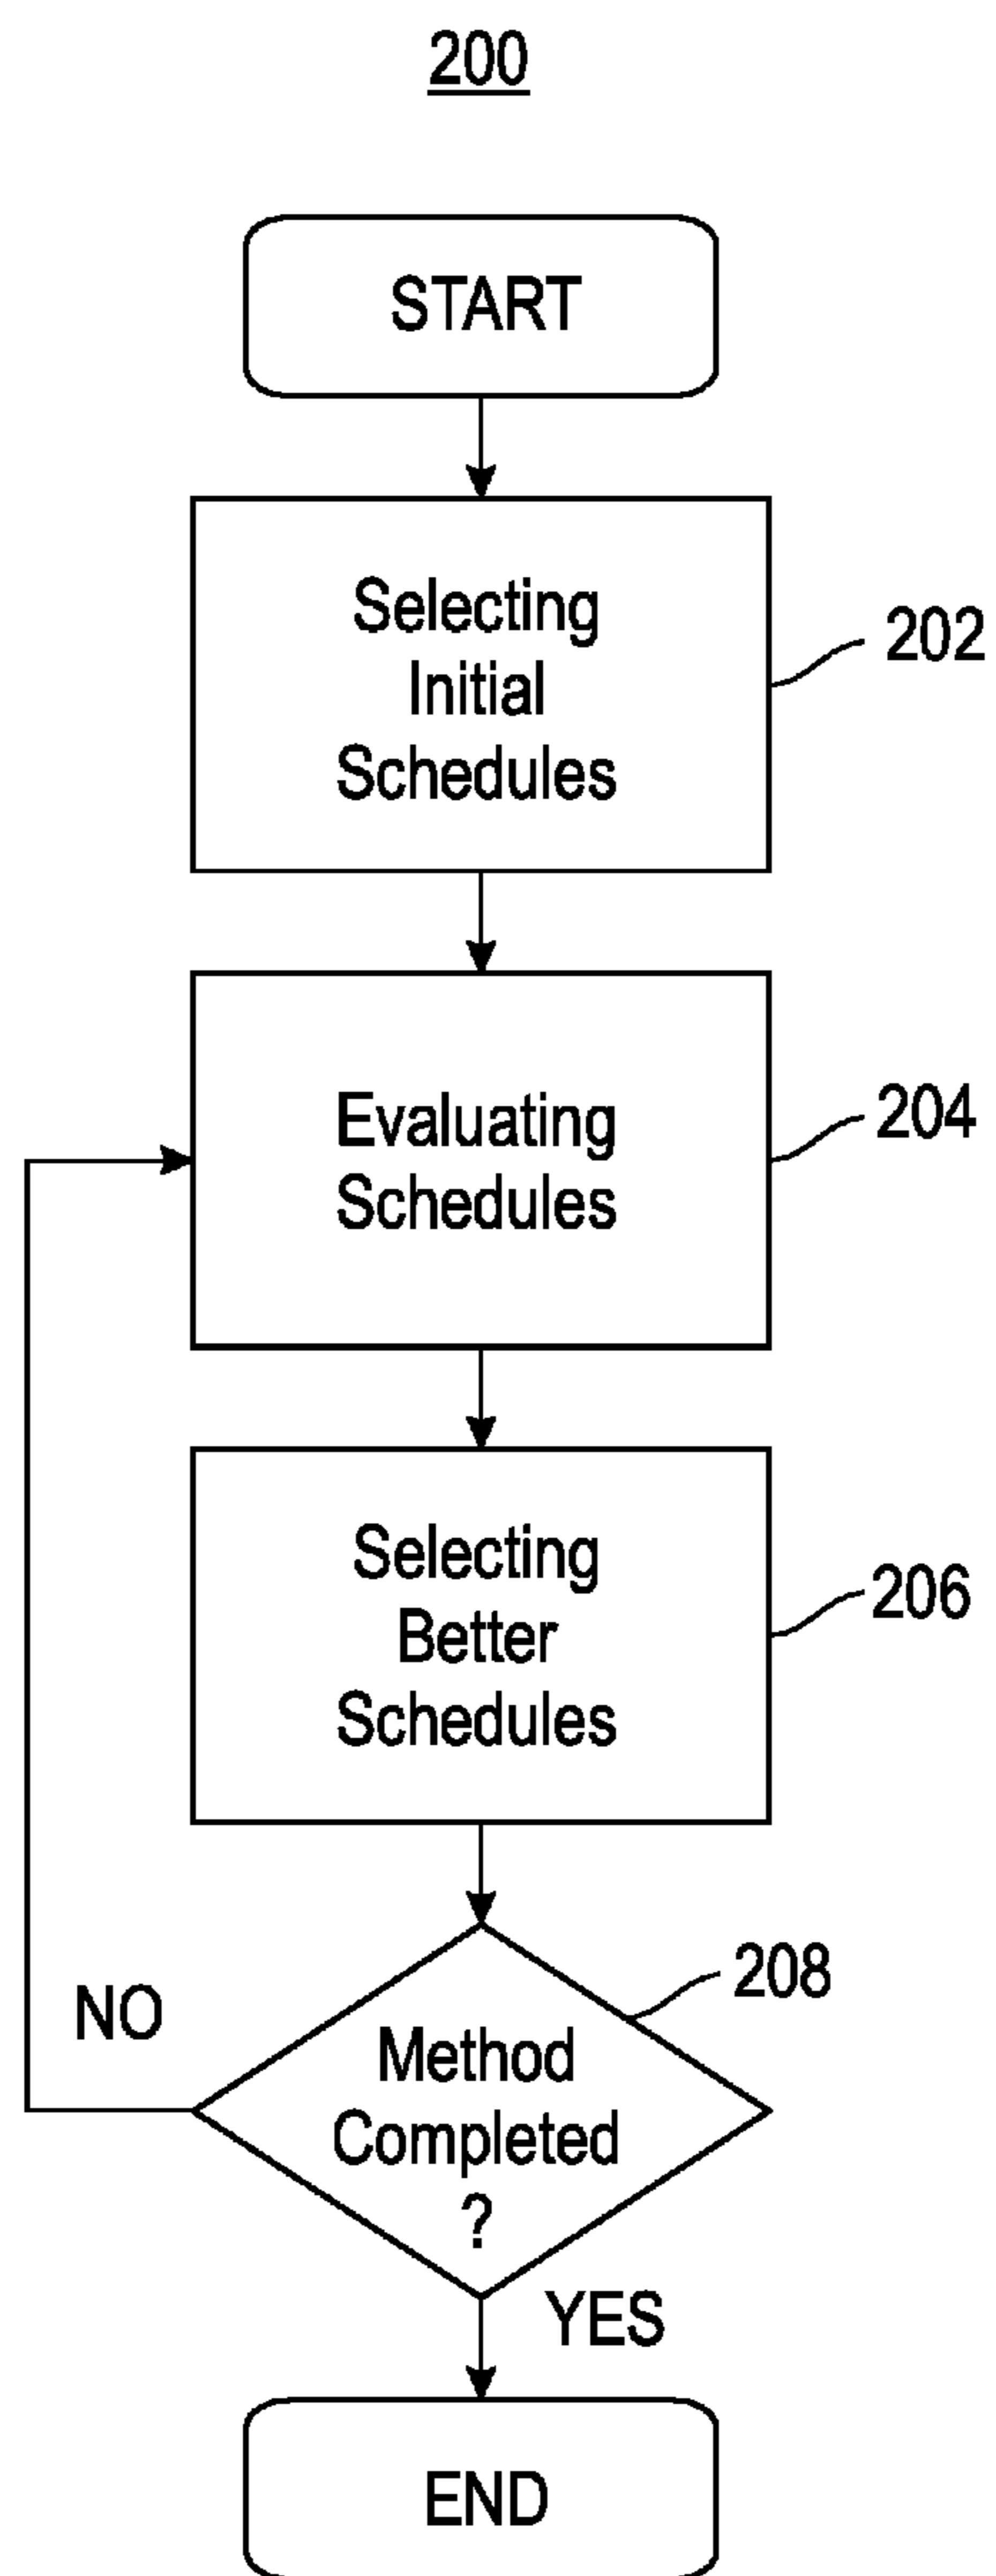 200
START
Selecting
Initial
Schedules
202
Evaluating
Schedules
204
Selecting
Better
Schedules
206
208
NO
Method
Completed
?
YES
END